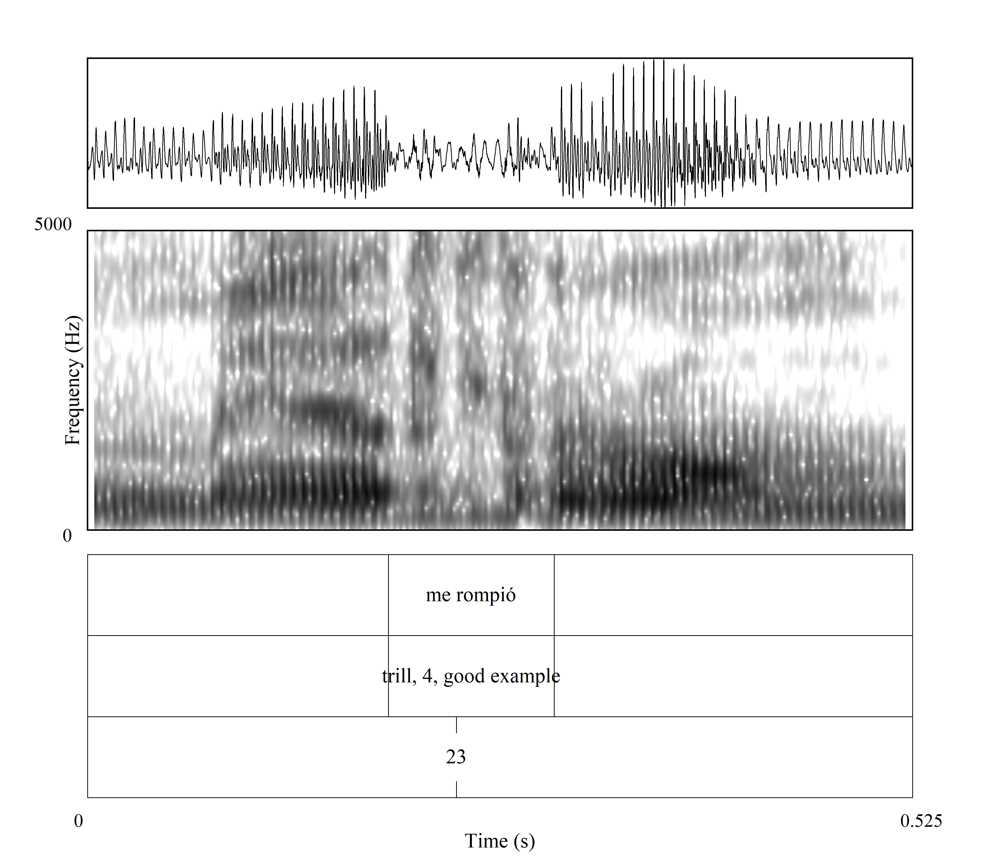 5000
Frequency (Hz)
0
me rompió
trill, 4, good example
23
0
0.525
Time (s)